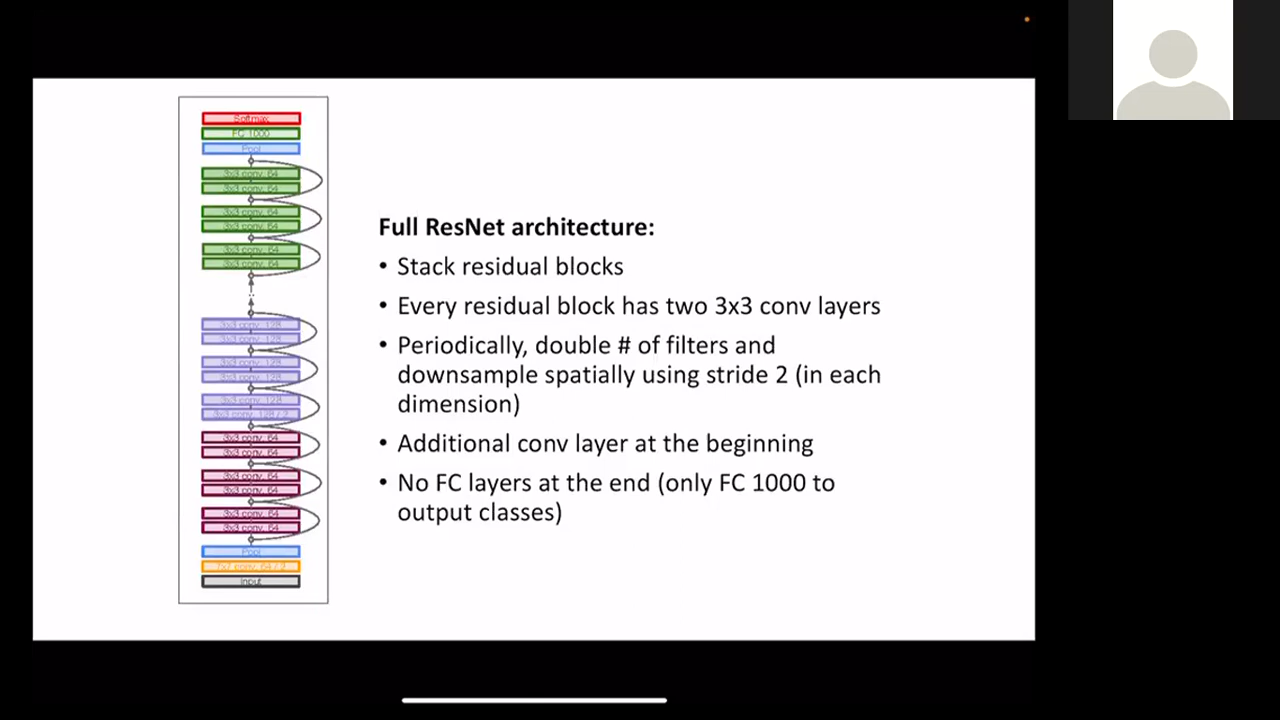 Softmax
FC 1000
Pool
3x3 conv, 64
3x3 conv, 64
3x3 conv, 64
3x3 conv, 64
3x3 conv, 64
3x3 conv, 64
..
3x3 conv, 128
3x3 conv, 128
3x3 conv, 128
3x3 conv, 128
3x3 conv, 128
3x3 conv, 128 / 2
3x3 conv, 64
3x3 conv, 64
3x3 conv, 64
3x3 conv, 64
3x3 conv, 64
3x3 conv, 64
Pool
7x7 conv, 64 / 2
Input
Full ResNet architecture:
• Stack residual blocks
• Every residual block has two 3x3 conv layers
• Periodically, double # of filters and
downsample spatially using stride 2 (in each
dimension)
• Additional conv layer at the beginning
• No FC layers at the end (only FC 1000 to
output classes)